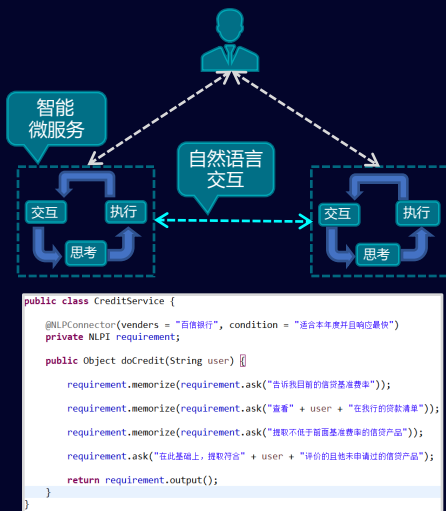 智能
微服务
自然语言
交互
交互
执行
思考
交互
执行
思考
public class CreditService {
@NLPConnector(venders = "百信银行", condition = "适合本年度并且响应最快")
private NLPI requirement;
public Object doCredit(String user) {
requirement.memorize(requirement.ask("告诉我目前的信贷基准费率"));
requirement.memorize(requirement.ask("查看" + user + "在我行的贷款清单"));
requirement.memorize(requirement.ask("提取不低于前面基准费率的信贷产品"));
requirement.ask("在此基础上，提取符合" + user + "评价的且他未申请过的信贷产品");
return requirement.output();
}
}